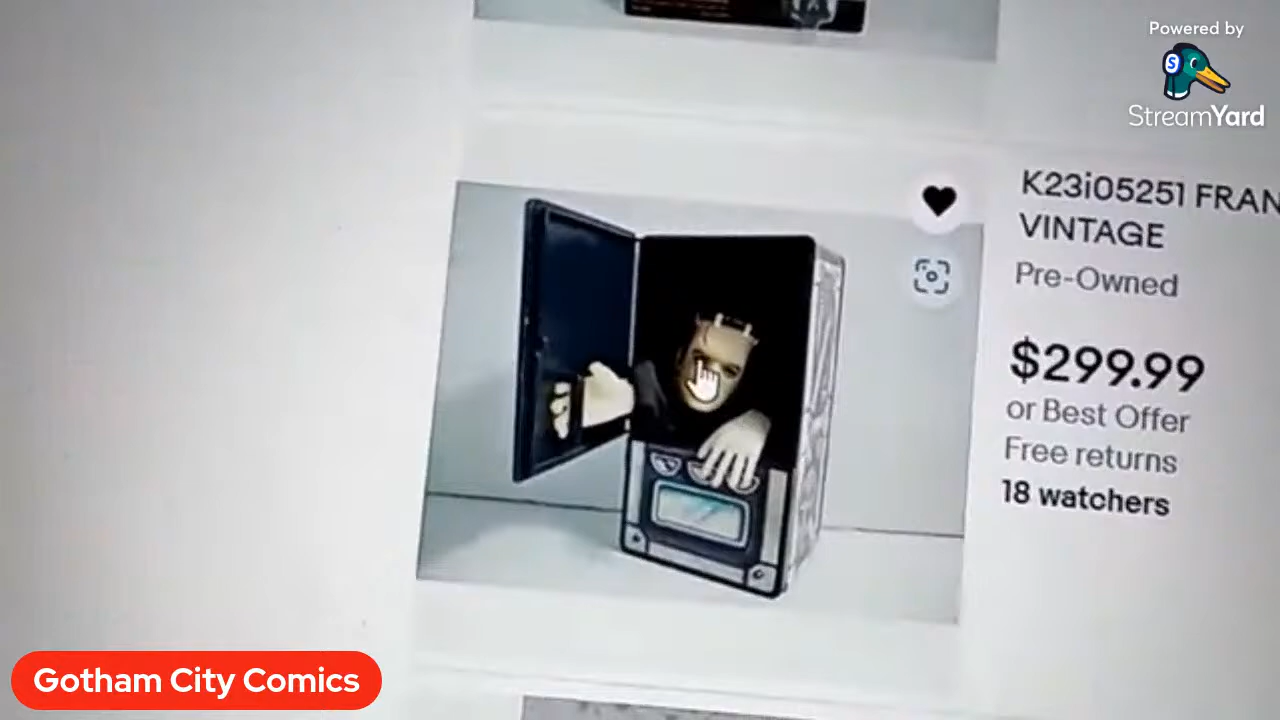 Powered by
StreamYard
K23i05251 FRAN
VINTAGE
Pre-Owned
$299.99
or Best Offer
Free returns
18 watchers
Gotham City Comics